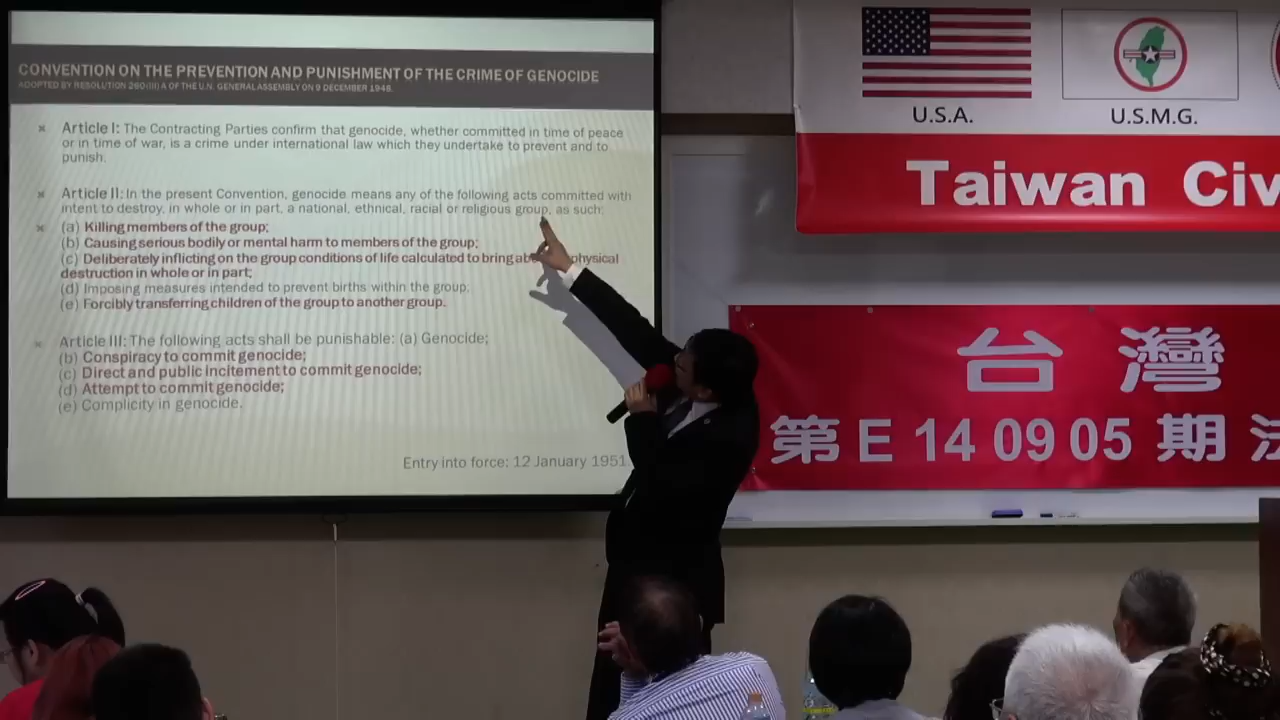 CONVENTION ON THE PREVENTION AND PUNISHMENT OF THE CRIME OF GENOCIDE
ADOPTED BY RESOLUTION 260(III) A OF THE U.N. GENERAL ASSEMBLY ON 9 DECEMBER 1948.
Article I: The Contracting Parties confirm that genocide, whether committed in time of peace
or in time of war, is a crime under international law which they undertake to prevent and to
punish.
Article II: In the present Convention, genocide means any of the following acts committed with
intent to destroy, in whole or in part, a national, ethnical, racial or religious group, as such:
(a) Killing members of the group;
(b) Causing serious bodily or mental harm to members of the group;
(c) Deliberately inflicting on the group conditions of life calculated to bring physical
destruction in whole or in part;
(d) Imposing measures intended to prevent births within the group;
(e) Forcibly transferring children of the group to another group.
Article III: The following acts shall be punishable: (a) Genocide;
(b) Conspiracy to commit genocide;
(c) Direct and public incitement to commit genocide;
(d) Attempt to commit genocide;
(e) Complicity in genocide.
Entry into force: 12 January 1951.
U.S.A.
U.S.M.G.
Taiwan Civ
台灣
第 E 14 09 05 期